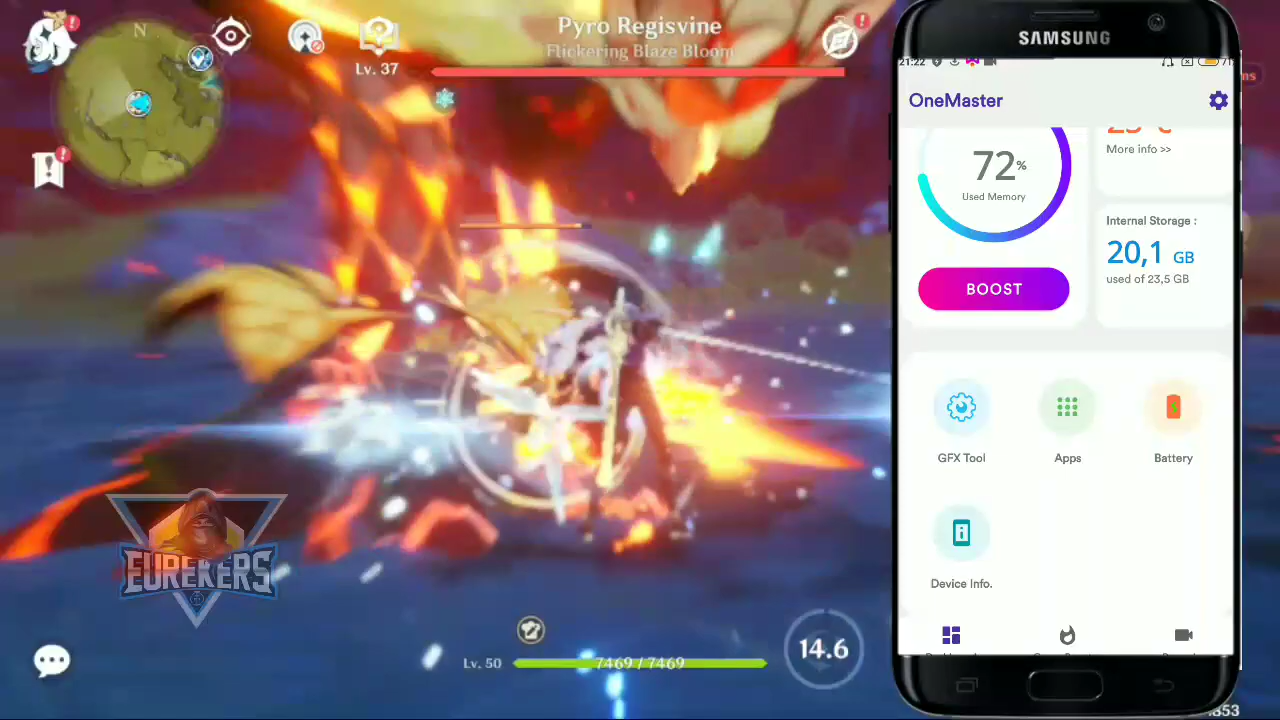 N
Lv. 37
Pyro Regisvine
Flickering Blaze Bloom
EUREKERS
Lv. 50
7469 / 7469
14.6
SAMSUNG
21:22
OneMaster
72%
Used Memory
BOOST
More info >>
Internal Storage :
20,1 GB
used of 23,5 GB
GFX Tool
Apps
Battery
Device Info.